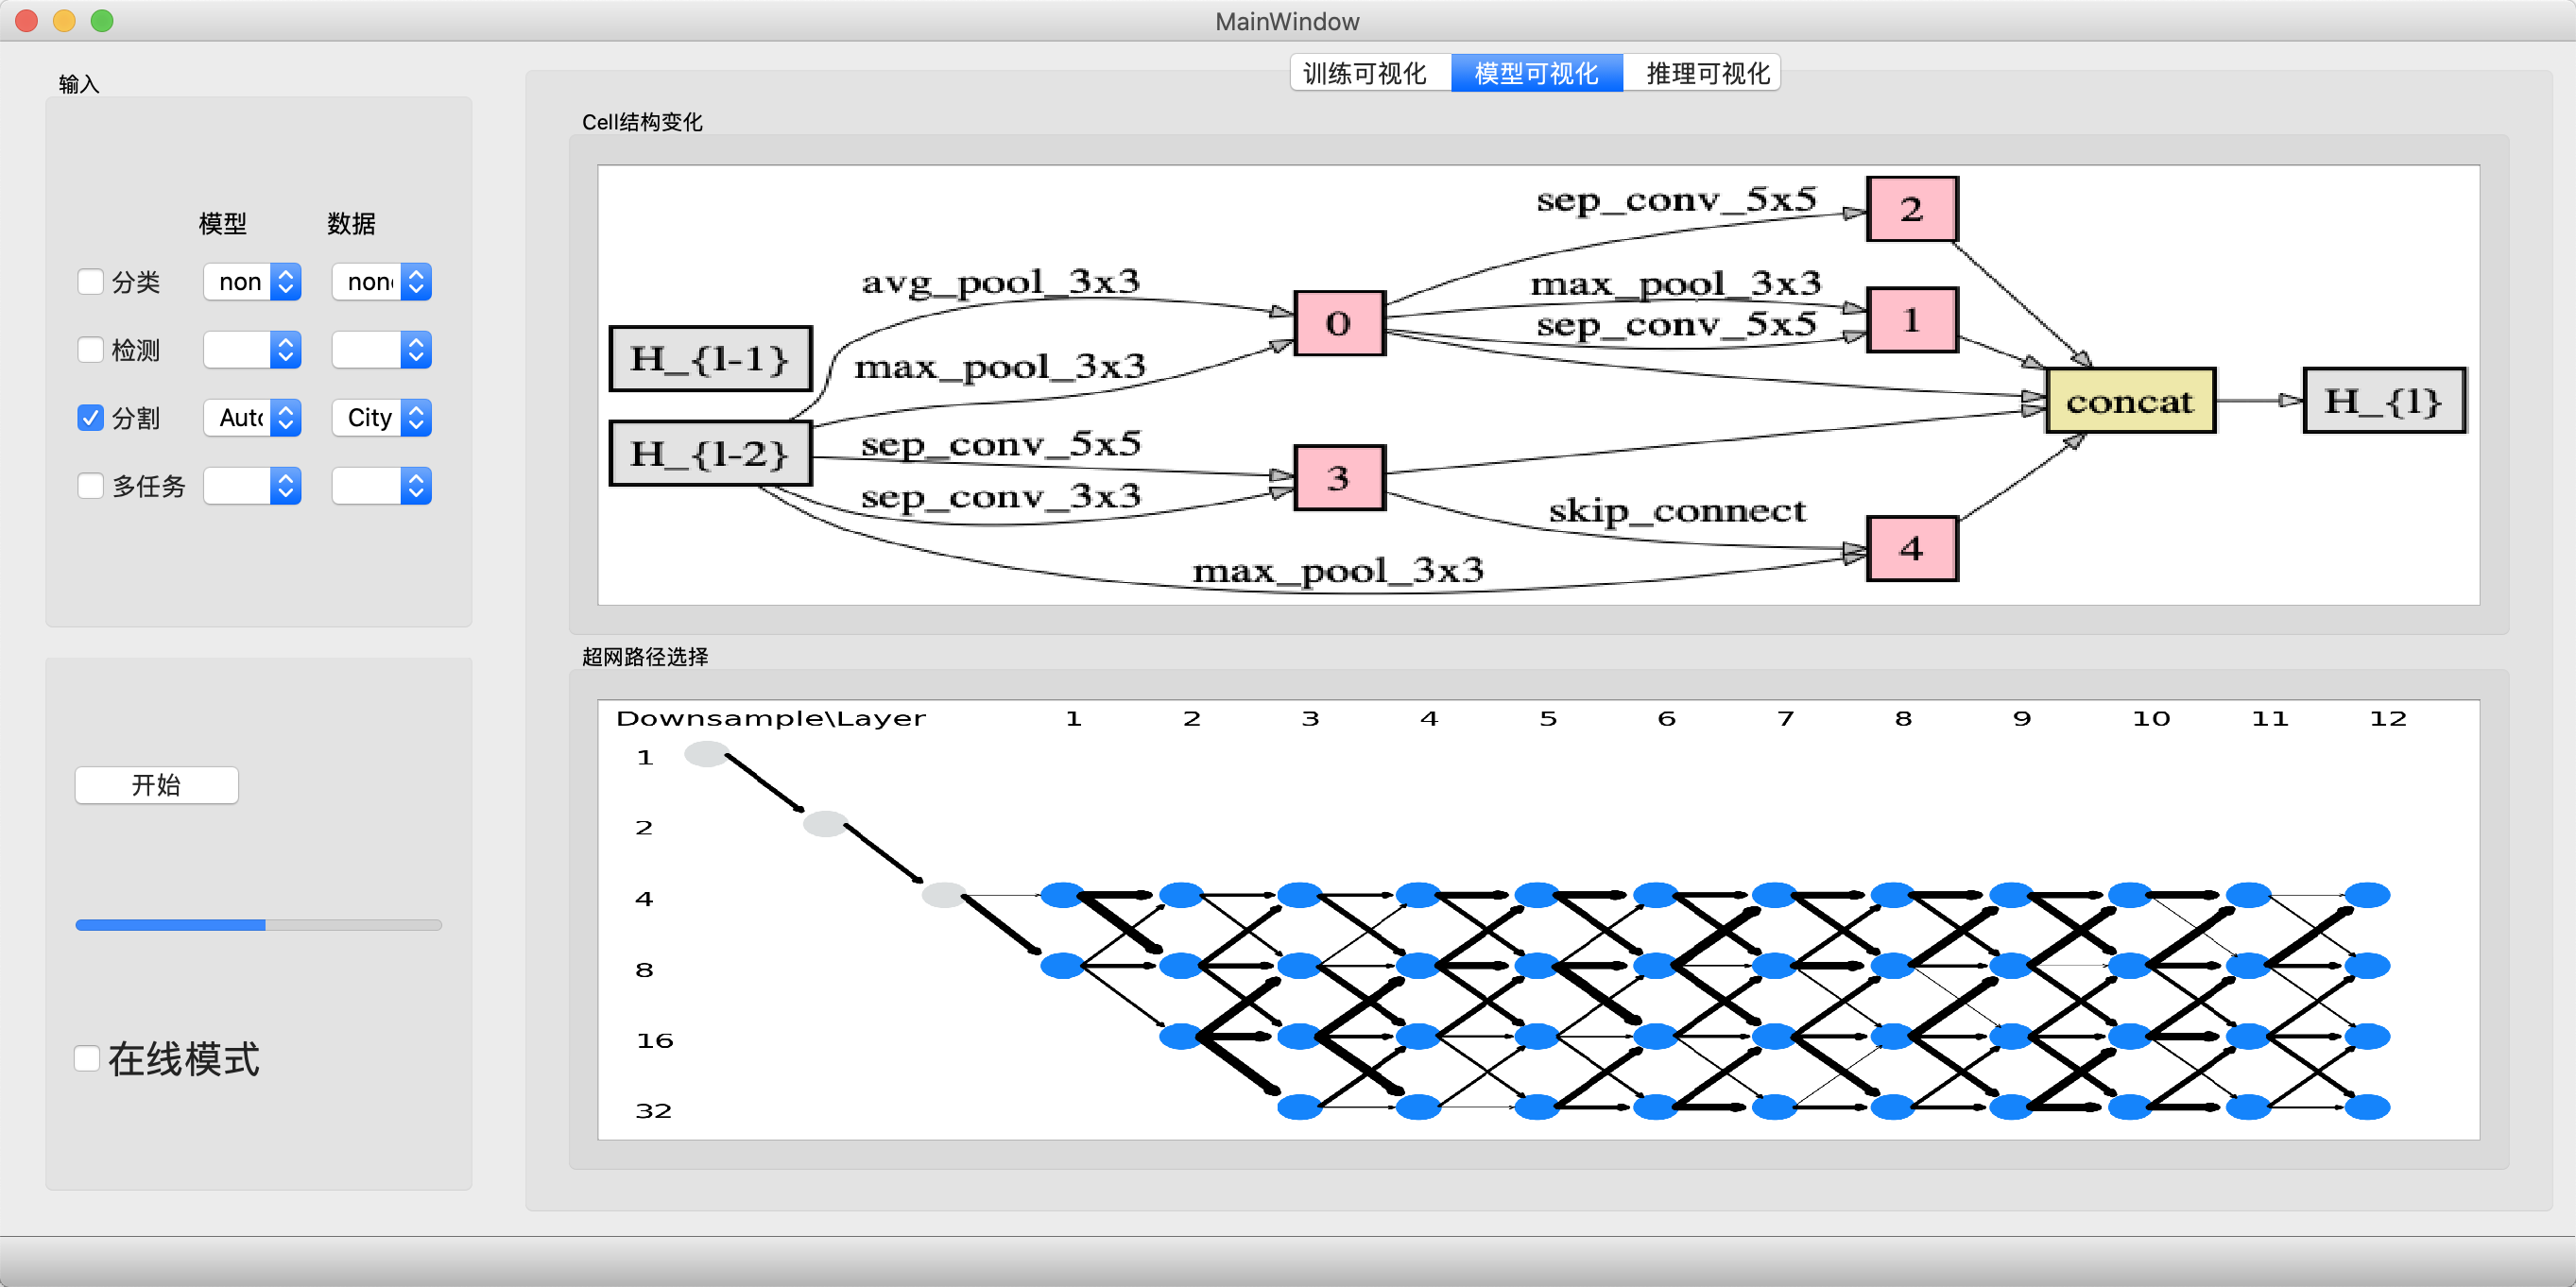 MainWindow
输入
模型 数据
分类 non non
检测
分割 Auto City
多任务
开始
在线模式
训练可视化 模型可视化 推理可视化
Cell结构变化
sep_conv_5x5
2
avg_pool_3x3
max_pool_3x3
0
1
sep_conv_5x5
H_{l-1}
max_pool_3x3
concat
H_{l}
sep_conv_5x5
H_{l-2}
3
sep_conv_3x3
skip_connect
4
max_pool_3x3
超网路径选择
Downsample\Layer 1 2 3 4 5 6 7 8 9 10 11 12
1
2
4
8
16
32